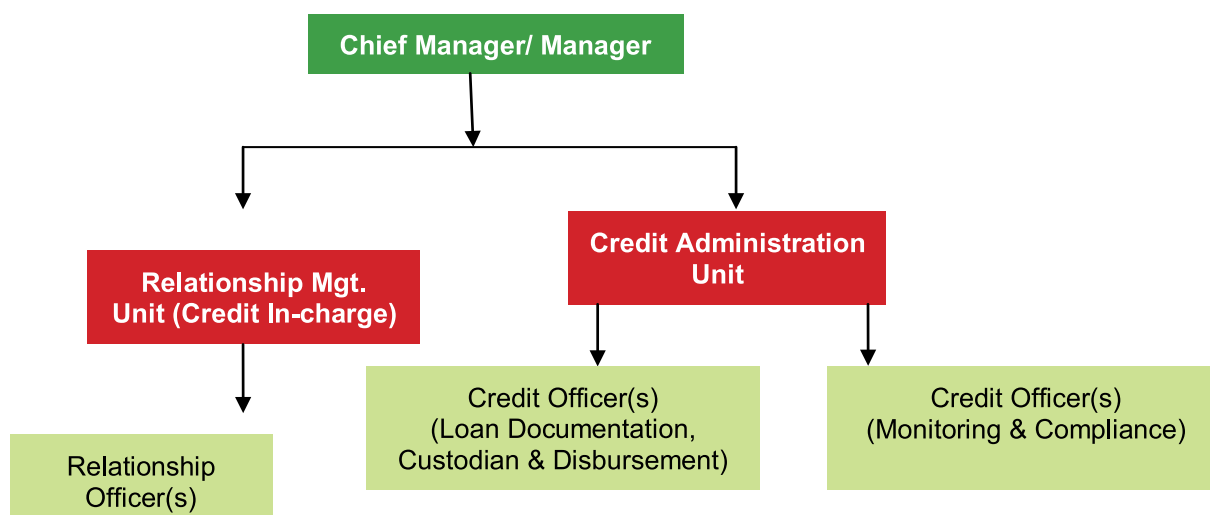 Chief Manager/ Manager
Credit Administration
Unit
Relationship Mgt.
Unit (Credit In-charge)
Credit Officer(s)
(Loan Documentation,
Custodian & Disbursement)
Credit Officer(s)
(Monitoring & Compliance)
Relationship
Officer(s)